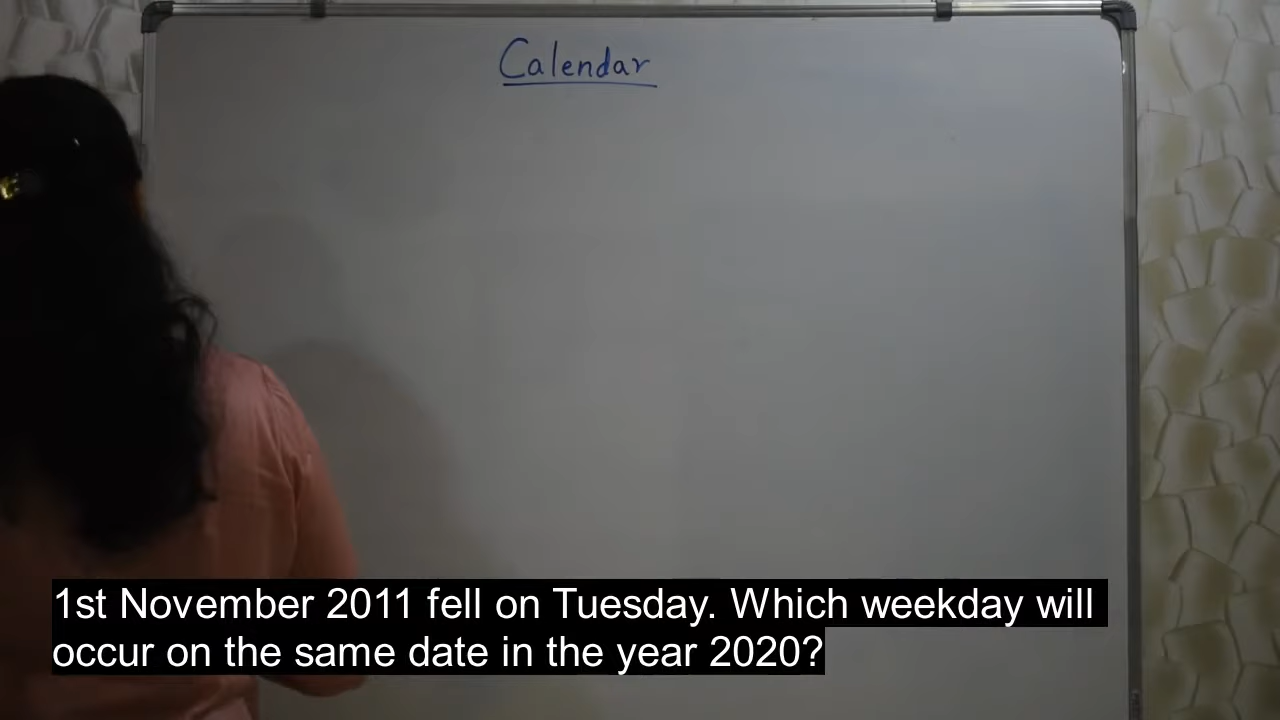 Calendar
1st November 2011 fell on Tuesday. Which weekday will
occur on the same date in the year 2020?